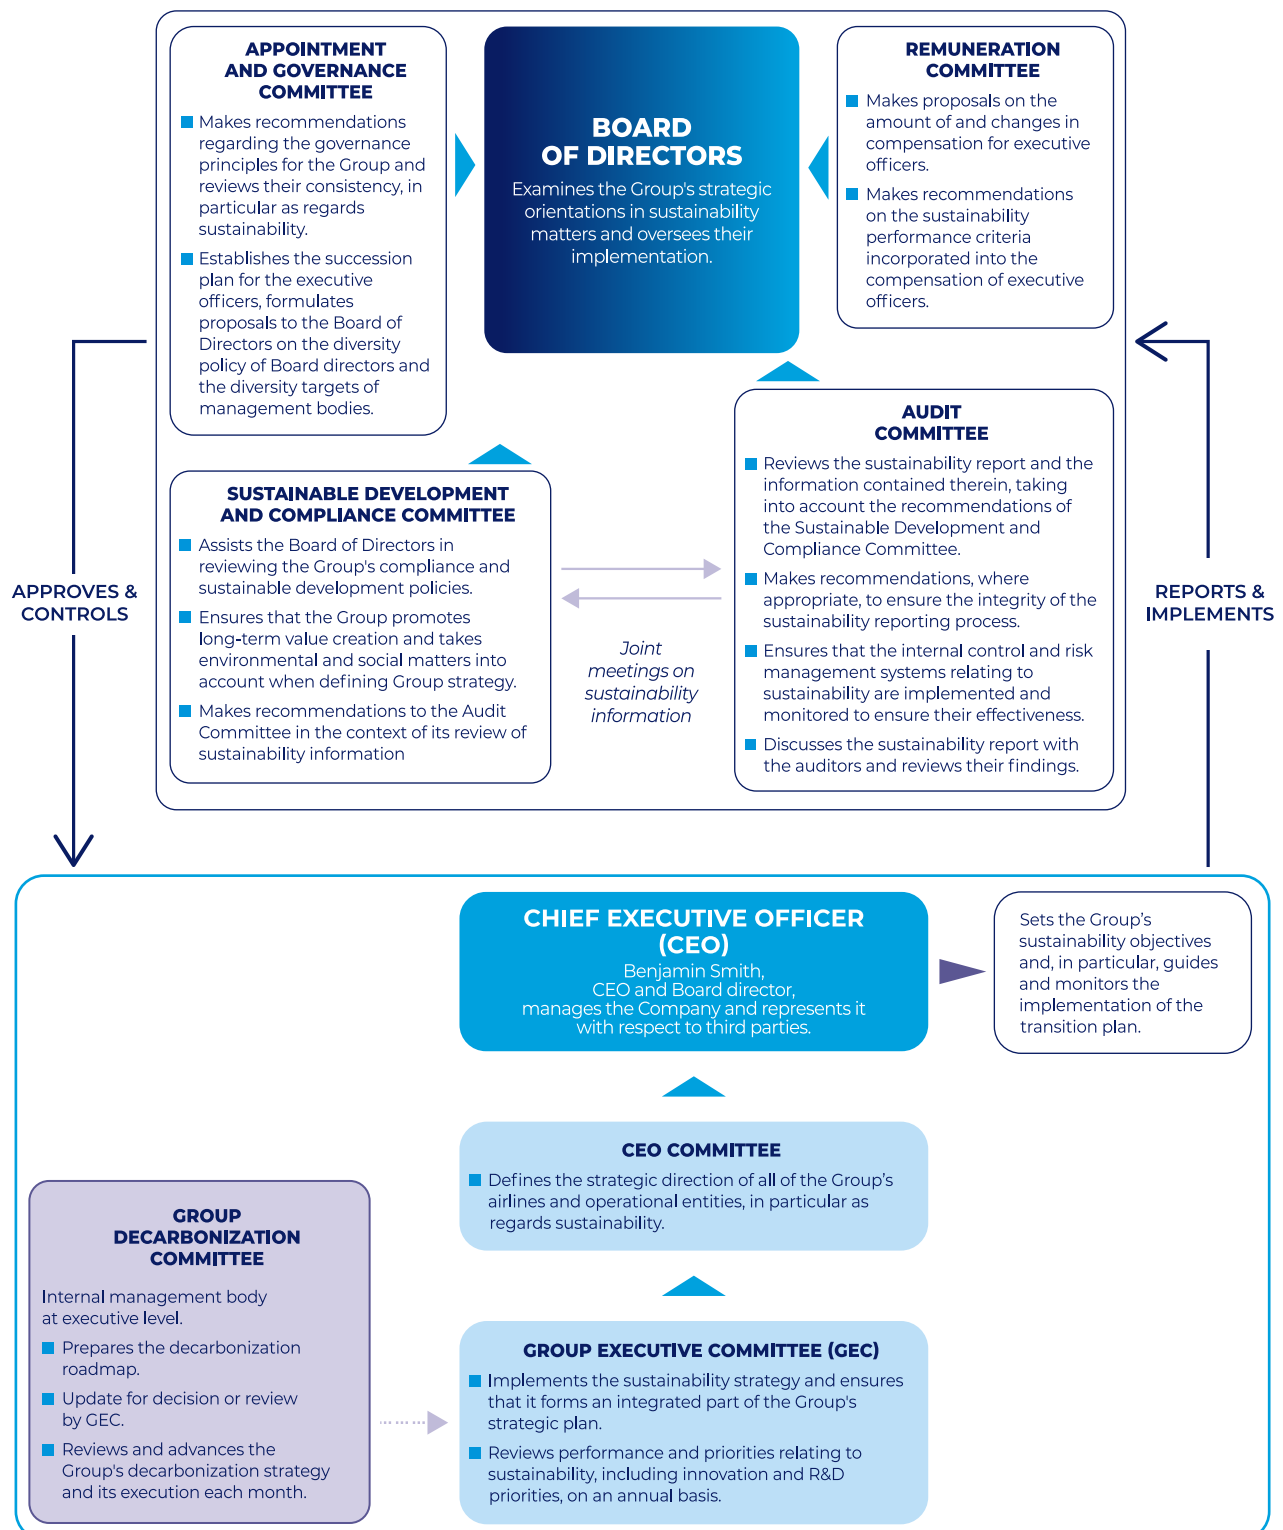 APPOINTMENT
AND GOVERNANCE
COMMITTEE
Makes recommendations
regarding the governance
principles for the Group and
reviews their consistency, in
particular as regards
sustainability.
Establishes the succession
plan for the executive
officers, formulates
proposals to the Board of
Directors on the diversity
policy of Board directors and
the diversity targets of
management bodies.
BOARD
OF DIRECTORS
Examines the Group's strategic
orientations in sustainability
matters and oversees their
implementation.
REMUNERATION
COMMITTEE
Makes proposals on the
amount of and changes in
compensation for executive
officers.
Makes recommendations
on the sustainability
performance criteria
incorporated into the
compensation of executive
officers.
SUSTAINABLE DEVELOPMENT
AND COMPLIANCE COMMITTEE
Assists the Board of Directors in
reviewing the Group's compliance and
sustainable development policies.
Ensures that the Group promotes
long-term value creation and takes
environmental and social matters into
account when defining Group strategy.
Makes recommendations to the Audit
Committee in the context of its review of
sustainability information
Joint
meetings on
sustainability
information
AUDIT
COMMITTEE
Reviews the sustainability report and the
information contained therein, taking
into account the recommendations of
the Sustainable Development and
Compliance Committee.
Makes recommendations, where
appropriate, to ensure the integrity of the
sustainability reporting process.
Ensures that the internal control and risk
management systems relating to
sustainability are implemented and
monitored to ensure their effectiveness.
Discusses the sustainability report with
the auditors and reviews their findings.
APPROVES &
CONTROLS
REPORTS &
IMPLEMENTS
CHIEF EXECUTIVE OFFICER
(CEO)
Benjamin Smith,
CEO and Board director,
manages the Company and represents it
with respect to third parties.
Sets the Group’s
sustainability objectives
and, in particular, guides
and monitors the
implementation of the
transition plan.
CEO COMMITTEE
Defines the strategic direction of all of the Group’s
airlines and operational entities, in particular as
regards sustainability.
GROUP
DECARBONIZATION
COMMITTEE
Internal management body
at executive level.
Prepares the decarbonization
roadmap.
Update for decision or review
by GEC.
Reviews and advances the
Group's decarbonization strategy
and its execution each month.
GROUP EXECUTIVE COMMITTEE (GEC)
Implements the sustainability strategy and ensures
that it forms an integrated part of the Group's
strategic plan.
Reviews performance and priorities relating to
sustainability, including innovation and R&D
priorities, on an annual basis.